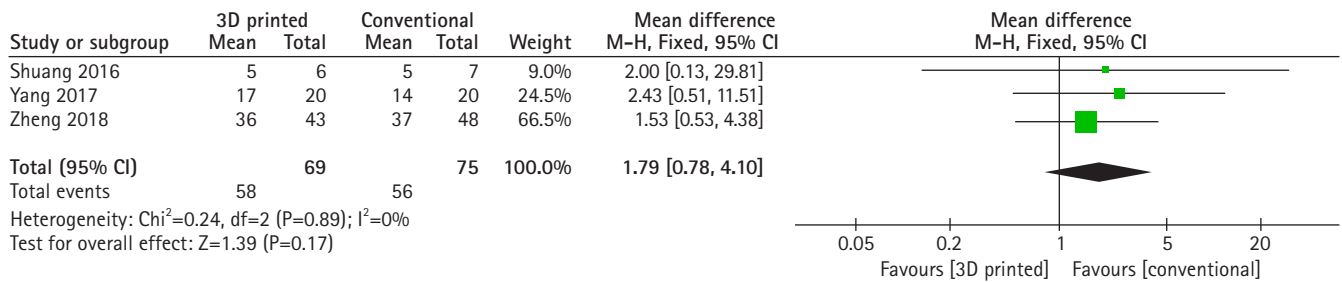 3D printed Conventional Mean difference Mean difference
Study or subgroup Mean Total Mean Total Weight M-H, Fixed, 95% CI M-H, Fixed, 95% CI
Shuang 2016 5 6 5 7 9.0% 2.00 [0.13, 29.81]
Yang 2017 17 20 14 20 24.5% 2.43 [0.51, 11.51]
Zheng 2018 36 43 37 48 66.5% 1.53 [0.53, 4.38]
Total (95% CI) 69 75 100.0% 1.79 [0.78, 4.10]
Total events 58 56
Heterogeneity: Chi²=0.24, df=2 (P=0.89); I²=0%
Test for overall effect: Z=1.39 (P=0.17)
0.05 0.2 1 5 20
Favours [3D printed] Favours [conventional]